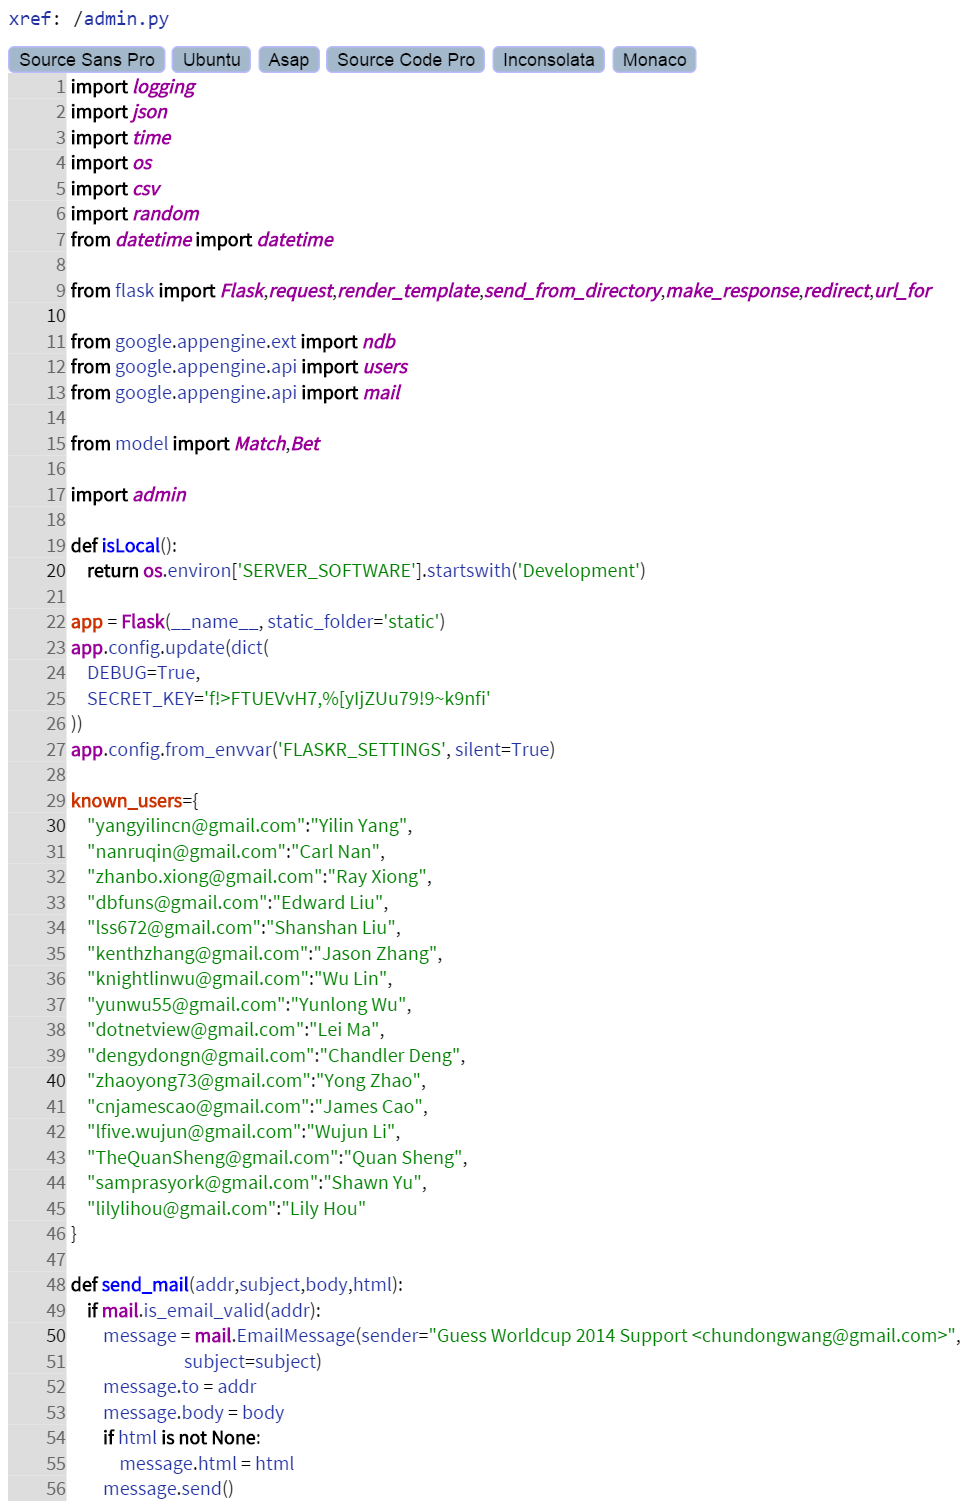 xref: /admin.py
Source Sans Pro Ubuntu Asap Source Code Pro Inconsolata Monaco
1 import logging
2 import json
3 import time
4 import os
5 import csv
6 import random
7 from datetime import datetime
8
9 from flask import Flask,request,render_template,send_from_directory,make_response,redirect,url_for
10
11 from google.appengine.ext import ndb
12 from google.appengine.api import users
13 from google.appengine.api import mail
14
15 from model import Match,Bet
16
17 import admin
18
19 def isLocal():
20     return os.environ['SERVER_SOFTWARE'].startswith('Development')
21
22 app = Flask(__name__, static_folder='static')
23 app.config.update(dict(
24     DEBUG=True,
25     SECRET_KEY='f!>FTUEVvH7,%[yIjZUu79!9~k9nfi'
26 ))
27 app.config.from_envvar('FLASKR_SETTINGS', silent=True)
28
29 known_users={
30     "yangyilincn@gmail.com":"Yilin Yang",
31     "nanruqin@gmail.com":"Carl Nan",
32     "zhanbo.xiong@gmail.com":"Ray Xiong",
33     "dbfuns@gmail.com":"Edward Liu",
34     "lss672@gmail.com":"Shanshan Liu",
35     "kenthzhang@gmail.com":"Jason Zhang",
36     "knightlinwu@gmail.com":"Wu Lin",
37     "yunwu55@gmail.com":"Yunlong Wu",
38     "dotnetview@gmail.com":"Lei Ma",
39     "dengydongn@gmail.com":"Chandler Deng",
40     "zhaoyong73@gmail.com":"Yong Zhao",
41     "cnjamescao@gmail.com":"James Cao",
42     "lfive.wujun@gmail.com":"Wujun Li",
43     "TheQuanSheng@gmail.com":"Quan Sheng",
44     "samprasyork@gmail.com":"Shawn Yu",
45     "lilylihou@gmail.com":"Lily Hou"
46 }
47
48 def send_mail(addr,subject,body,html):
49     if mail.is_email_valid(addr):
50         message = mail.EmailMessage(sender="Guess Worldcup 2014 Support <chundongwang@gmail.com>",
51                             subject=subject)
52         message.to = addr
53         message.body = body
54         if html is not None:
55             message.html = html
56         message.send()